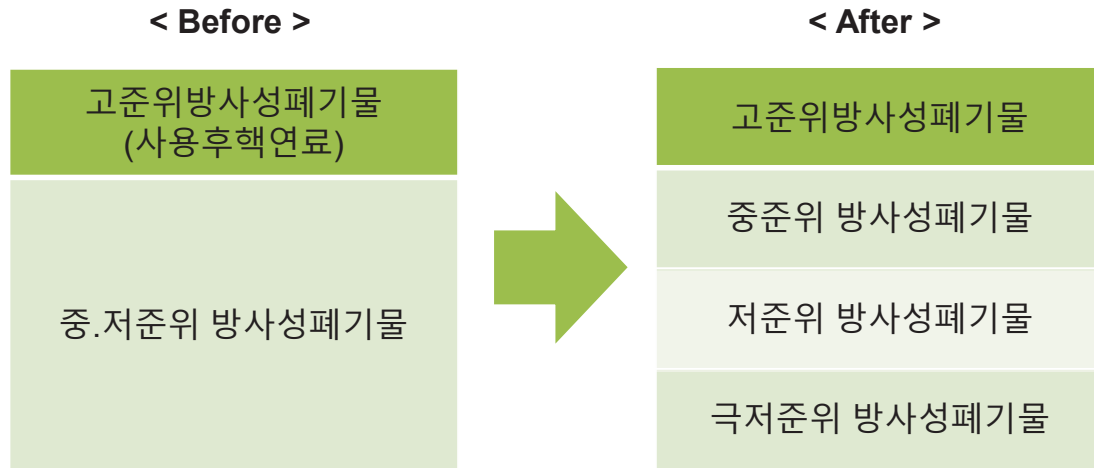 < Before >
고준위방사성폐기물
(사용후핵연료)
중.저준위 방사성폐기물
< After >
고준위방사성폐기물
중준위 방사성폐기물
저준위 방사성폐기물
극저준위 방사성폐기물